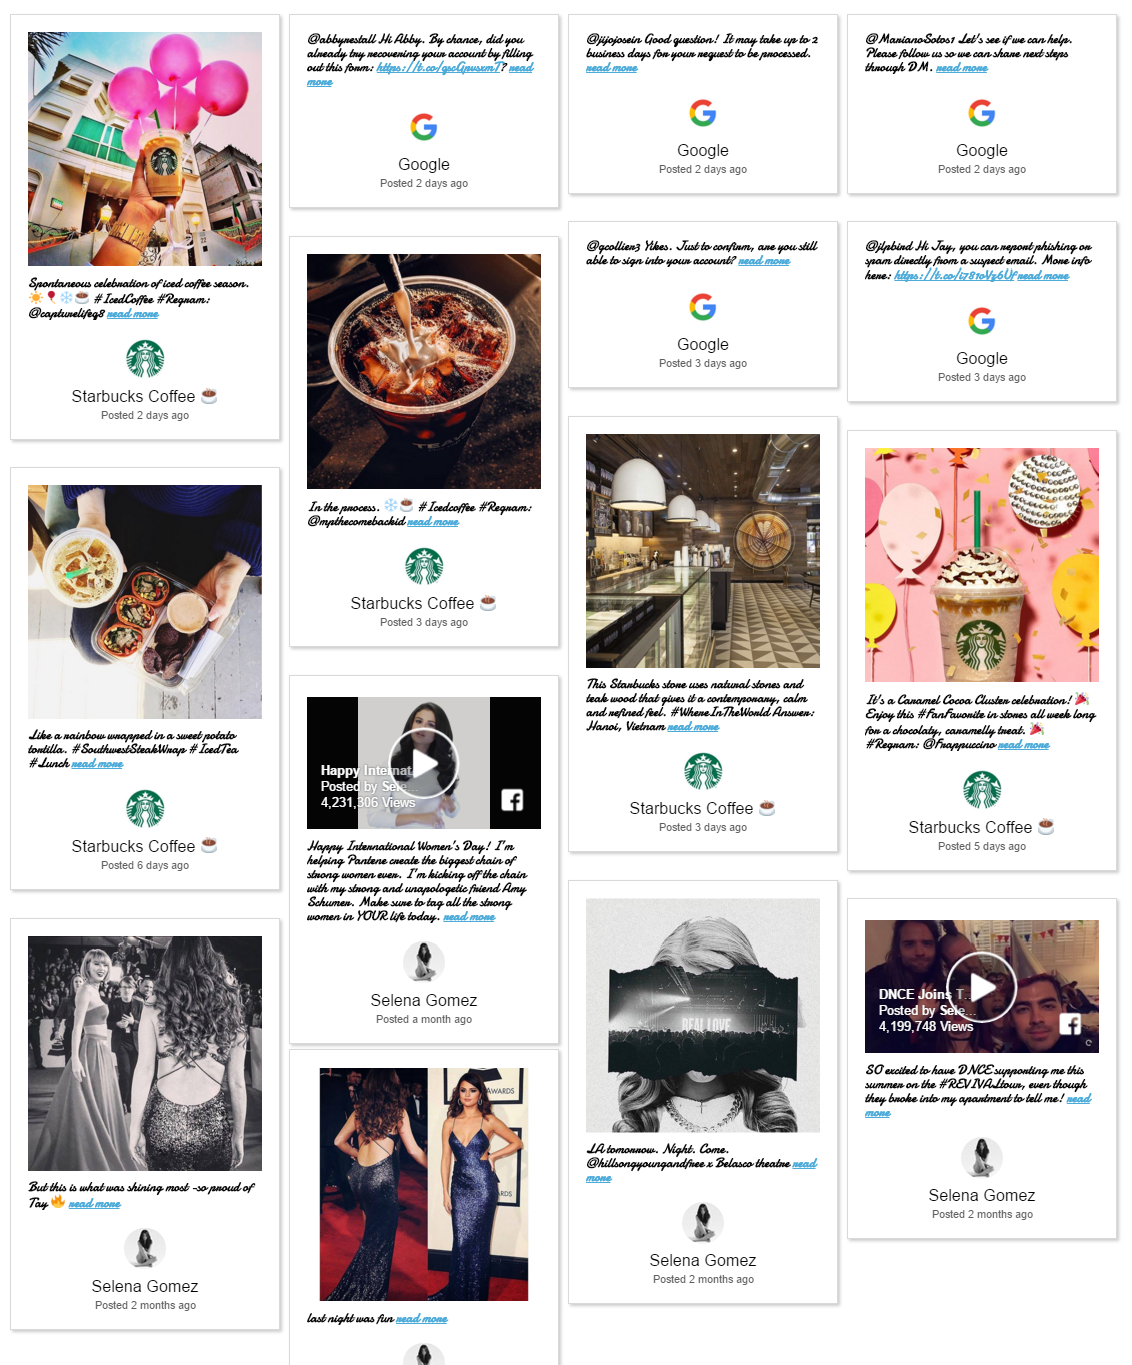 Spontaneous celebration of iced coffee season.
☀️🎈❄️☕ #IcedCoffee #Regram:
@capturelifeg8 read more
Starbucks Coffee ☕
Posted 2 days ago
Like a rainbow wrapped in a sweet potato
tortilla. #SouthwestSteakWrap #IcedTea
#Lunch read more
Starbucks Coffee ☕
Posted 6 days ago
But this is what was shining most -so proud of
Tay 🔥 read more
Selena Gomez
Posted 2 months ago
@abbyrestall Hi Abby. By chance, did you
already try recovering your account by filling
out this form: https://t.co/gscGpvsxmT? read
more
Google
Posted 2 days ago
In the process. ❄️☕ #Icedcoffee #Regram:
@mpthecomebackid read more
Starbucks Coffee ☕
Posted 3 days ago
Happy Internat...
Posted by Sele...
4,231,306 Views
Happy International Women's Day! I'm
helping Pantene create the biggest chain of
strong women ever. I'm kicking off the chain
with my strong and unapologetic friend Amy
Schumer. Make sure to tag all the strong
women in YOUR life today. read more
Selena Gomez
Posted a month ago
AWARDS
RDS
last night was fun read more
@jijojosein Good question! It may take up to 2
business days for your request to be processed.
read more
Google
Posted 2 days ago
@gcollier3 Yikes. Just to confirm, are you still
able to sign into your account? read more
Google
Posted 3 days ago
This Starbucks store uses natural stones and
teak wood that gives it a contemporary, calm
and refined feel. #WhereInTheWorld Answer:
Hanoi, Vietnam read more
Starbucks Coffee ☕
Posted 3 days ago
REAL LOVE
LA tomorrow. Night. Come.
@hillsongyoungandfree x Belasco theatre read
more
Selena Gomez
Posted 2 months ago
@MarianoSotos1 Let's see if we can help.
Please follow us so we can share next steps
through DM. read more
Google
Posted 2 days ago
@jlpbird Hi Jay, you can report phishing or
spam directly from a suspect email. More info
here: https://t.co/i781oVz6Uf read more
Google
Posted 3 days ago
It's a Caramel Cocoa Cluster celebration! 🎉
Enjoy this #FanFavorite in stores all week long
for a chocolaty, caramelly treat. 🎉
#Regram: @Frappuccino read more
Starbucks Coffee ☕
Posted 5 days ago
DNCE Joins T...
Posted by Sele...
4,199,748 Views
SO excited to have DNCE supporting me this
summer on the #REVIVALtour, even though
they broke into my apartment to tell me! read
more
Selena Gomez
Posted 2 months ago